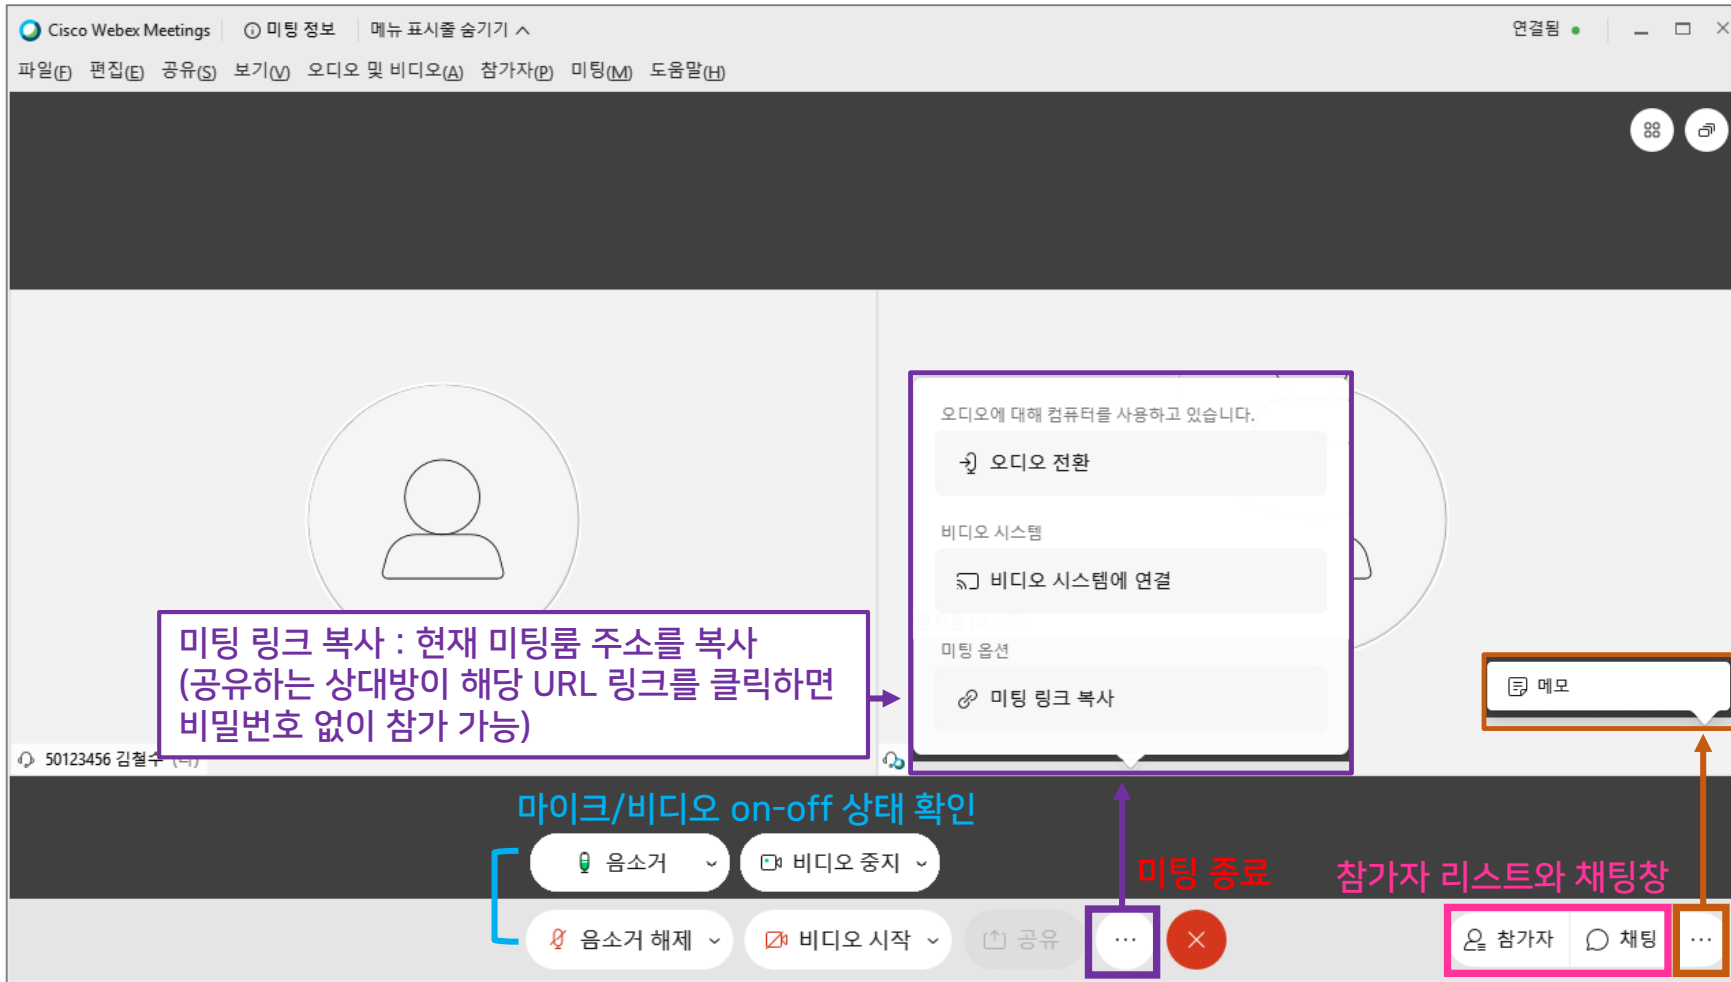 Cisco Webex Meetings 미팅 정보 메뉴 표시줄 숨기기 연결됨
파일(F) 편집(E) 공유(S) 보기(V) 오디오 및 비디오(A) 참가자(P) 미팅(M) 도움말(H)
오디오에 대해 컴퓨터를 사용하고 있습니다.
오디오 전환
비디오 시스템
비디오 시스템에 연결
미팅 옵션
미팅 링크 복사
미팅 링크 복사 : 현재 미팅룸 주소를 복사
(공유하는 상대방이 해당 URL 링크를 클릭하면
비밀번호 없이 참가 가능)
메모
50123456 김철수
마이크/비디오 on-off 상태 확인
음소거 비디오 중지
미팅 종료
참가자 리스트와 채팅창
음소거 해제 비디오 시작 공유 참가자 채팅